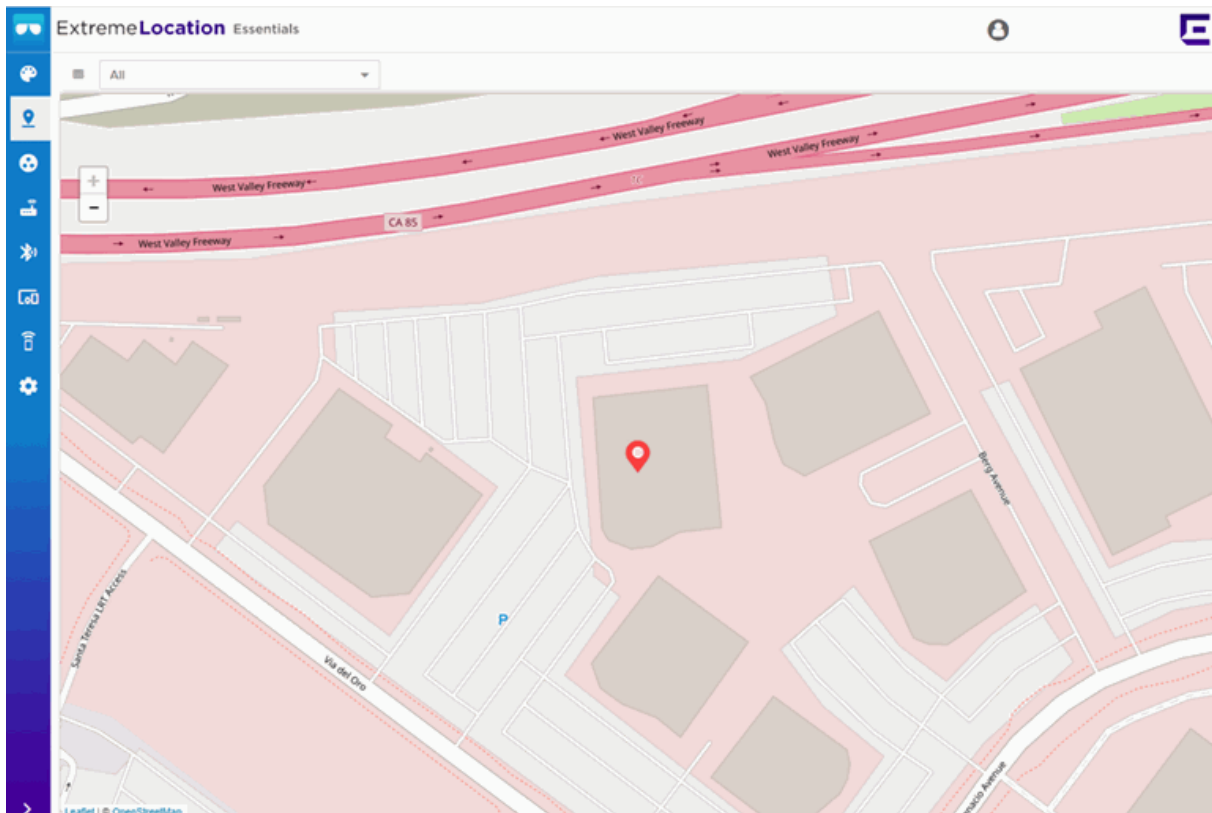 ExtremeLocation Essentials
All
West Valley Freeway
West Valley Freeway
West Valley Freeway
CA 85
West Valley Freeway
+
−
Berg Avenue
Santa Teresa LRT Access
P
Via del Oro
Leaflet | © OpenStreetMap